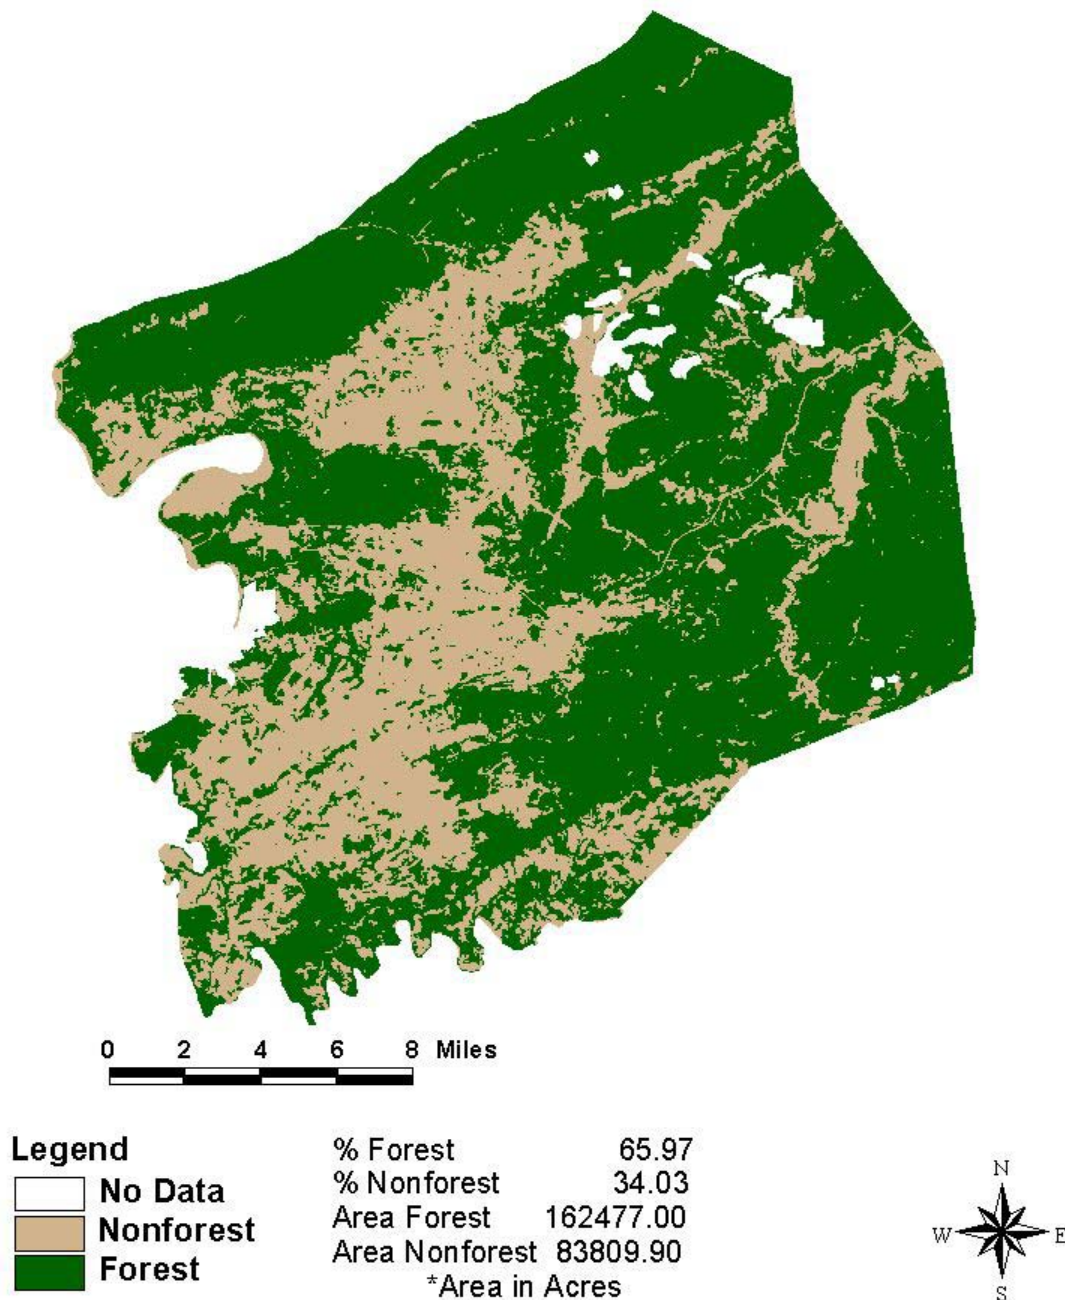 0 2 4 6 8 Miles
Legend
No Data
Nonforest
Forest
% Forest 65.97
% Nonforest 34.03
Area Forest 162477.00
Area Nonforest 83809.90
*Area in Acres
N
W E
S